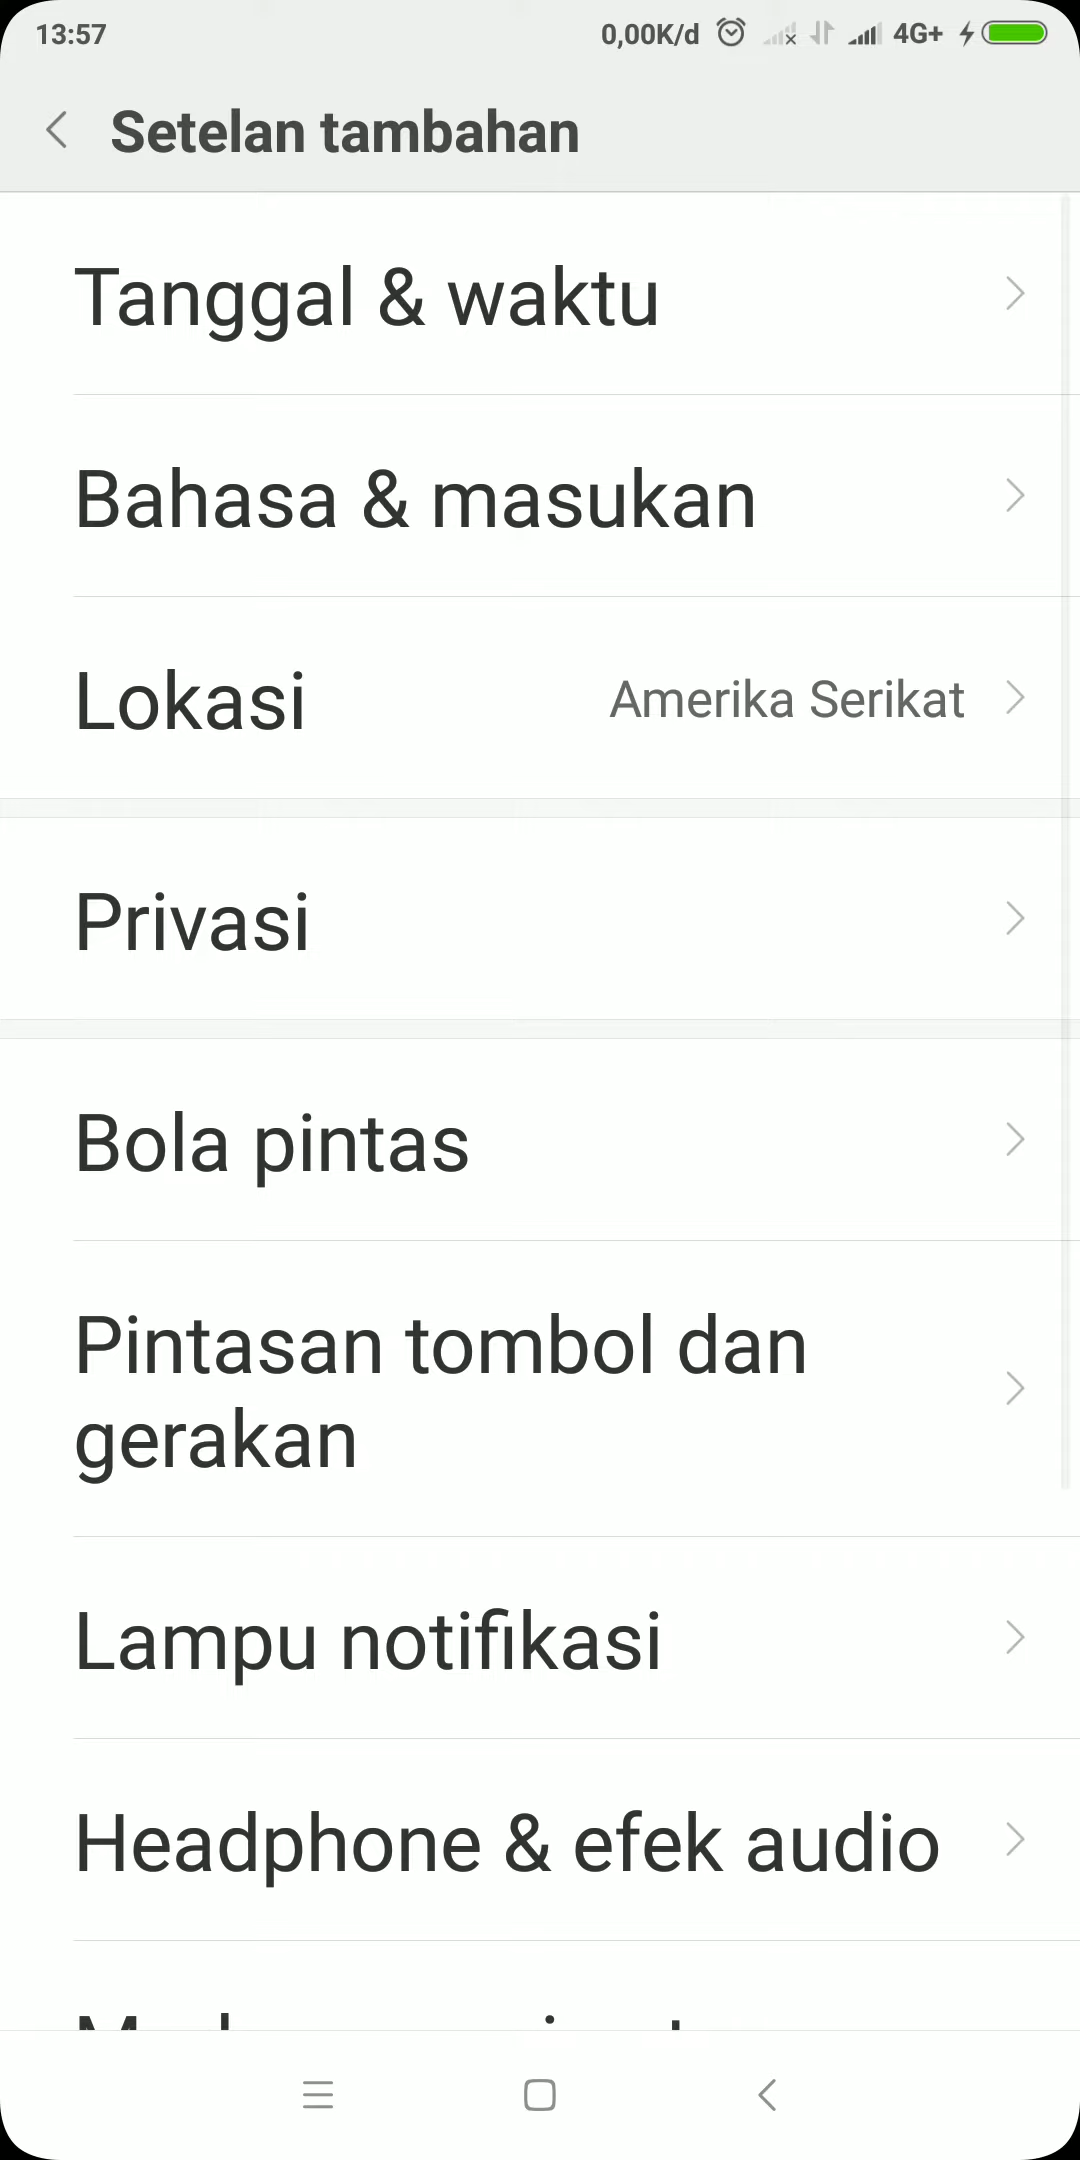 13:57 0,00K/d 4G+
Setelan tambahan
Tanggal & waktu
Bahasa & masukan
Lokasi Amerika Serikat
Privasi
Bola pintas
Pintasan tombol dan
gerakan
Lampu notifikasi
Headphone & efek audio